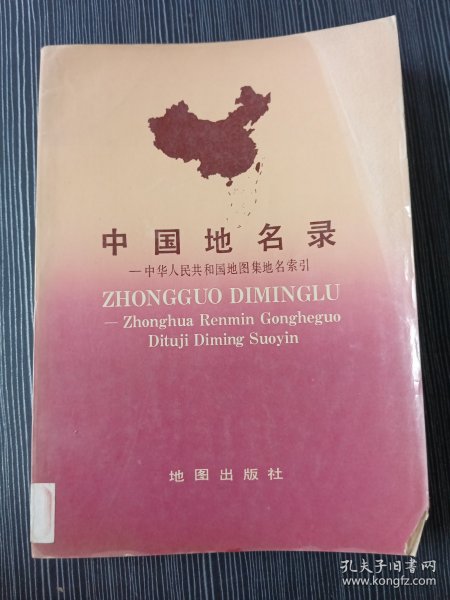 中国地名录
—中华人民共和国地图集地名索引
ZHONGGUO DIMINGLU
— Zhonghua Renmin Gongheguo
Dituji Diming Suoyin
地图出版社
孔夫子旧书网
www.kongfz.com